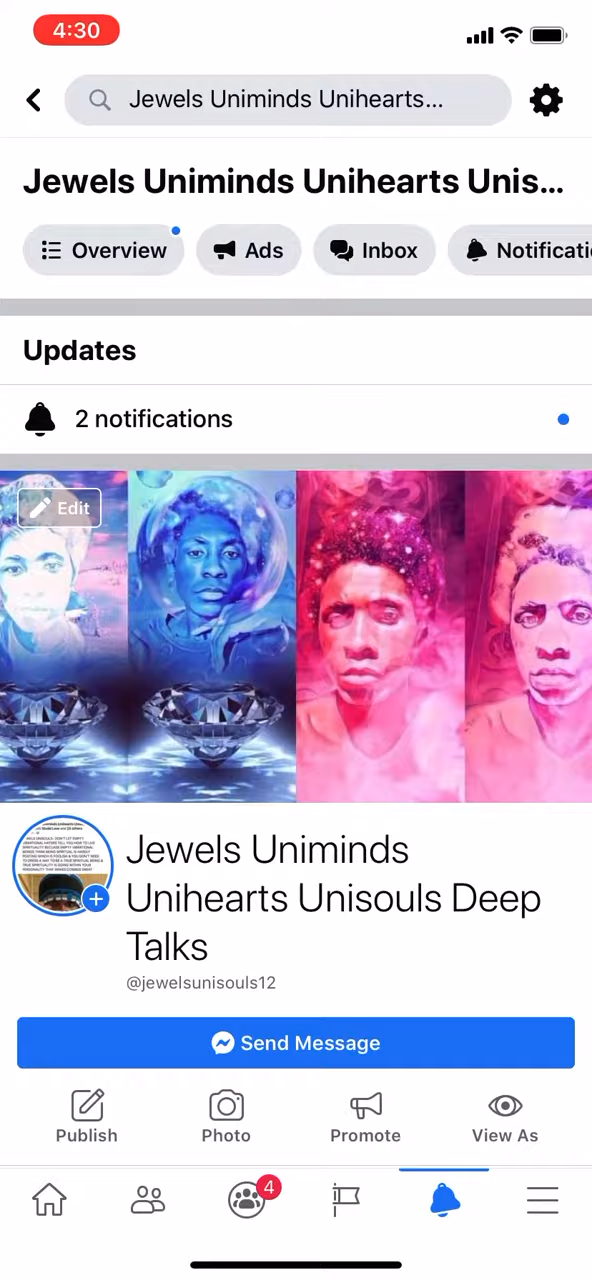 4:30
Jewels Uniminds Unihearts...
Jewels Uniminds Unihearts Unis...
Overview Ads Inbox Notificati
Updates
2 notifications
Edit
Jewels Uniminds
Unihearts Unisouls Deep
Talks
@jewelsunisouls12
Send Message
Publish Photo Promote View As
4